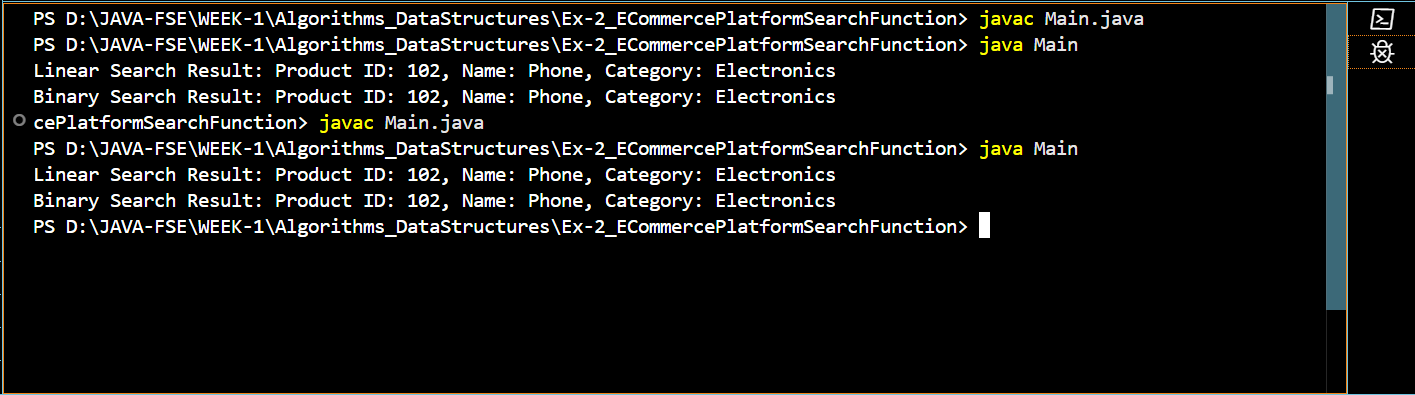 PS D:\JAVA-FSE\WEEK-1\Algorithms_DataStructures\Ex-2_ECommercePlatformSearchFunction> javac Main.java
PS D:\JAVA-FSE\WEEK-1\Algorithms_DataStructures\Ex-2_ECommercePlatformSearchFunction> java Main
Linear Search Result: Product ID: 102, Name: Phone, Category: Electronics
Binary Search Result: Product ID: 102, Name: Phone, Category: Electronics
cePlatformSearchFunction> javac Main.java
PS D:\JAVA-FSE\WEEK-1\Algorithms_DataStructures\Ex-2_ECommercePlatformSearchFunction> java Main
Linear Search Result: Product ID: 102, Name: Phone, Category: Electronics
Binary Search Result: Product ID: 102, Name: Phone, Category: Electronics
PS D:\JAVA-FSE\WEEK-1\Algorithms_DataStructures\Ex-2_ECommercePlatformSearchFunction>